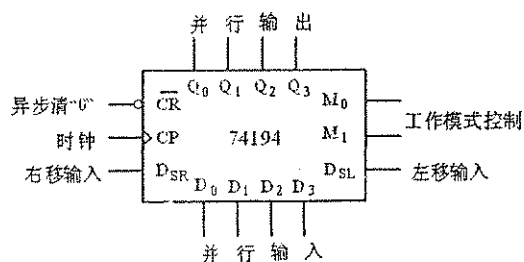 并 行 输 出
Q0 Q1 Q2 Q3
异步清“0” CR M0
时钟 CP 74194 M1 工作模式控制
右移输入 DSR DSL 左移输入
D0 D1 D2 D3
并 行 输 入